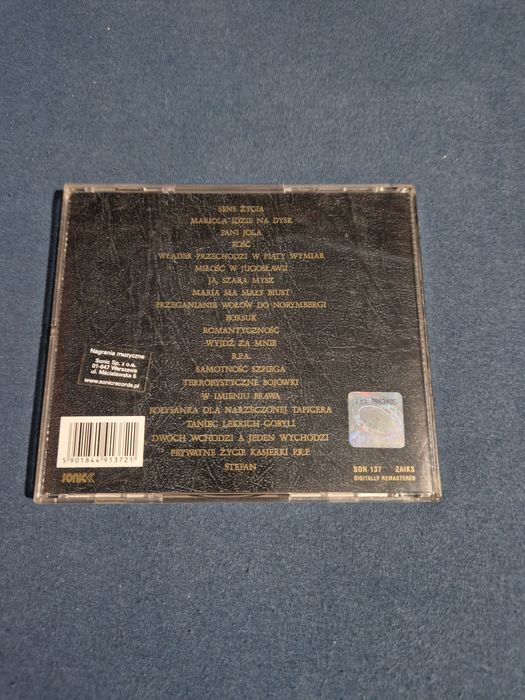 SENS ŻYCIA
MARIOLA IDZIE NA DYSK
PANI JOLA
KOŚĆ
WŁADEK PRZECHODZI W PIĄTY WYMIAR
MIŁOŚĆ W JUGOSŁAWII
JA, SZARA MYSZ
MARIA MA MAŁY BIUST
PRZEGANIANIE WOŁÓW DO NORYMBERGI
BORSUK
ROMANTYCZNOŚĆ
WYJDŹ ZA MNIE
R.P.A.
SAMOTNOŚĆ SZPIEGA
TERRORYSTYCZNE BOJÓWKI
W IMIENIU PRAWA
KOŁYSANKA DLA NARZECZONEJ TAPICERA
TANIEC LEKKICH GORYLI
DWÓCH WCHODZI A JEDEN WYCHODZI
PRYWATNE ŻYCIE KASJERKI P.K.P.
STEFAN
Nagrania muzyczne
Sonic Sp. z o.o.
01-647 Warszawa
ul. Mścisławska 6
www.sonicrecords.pl
5 901844 913721
SONIC
SON 137 ZAIKS
DIGITALLY REMASTERED